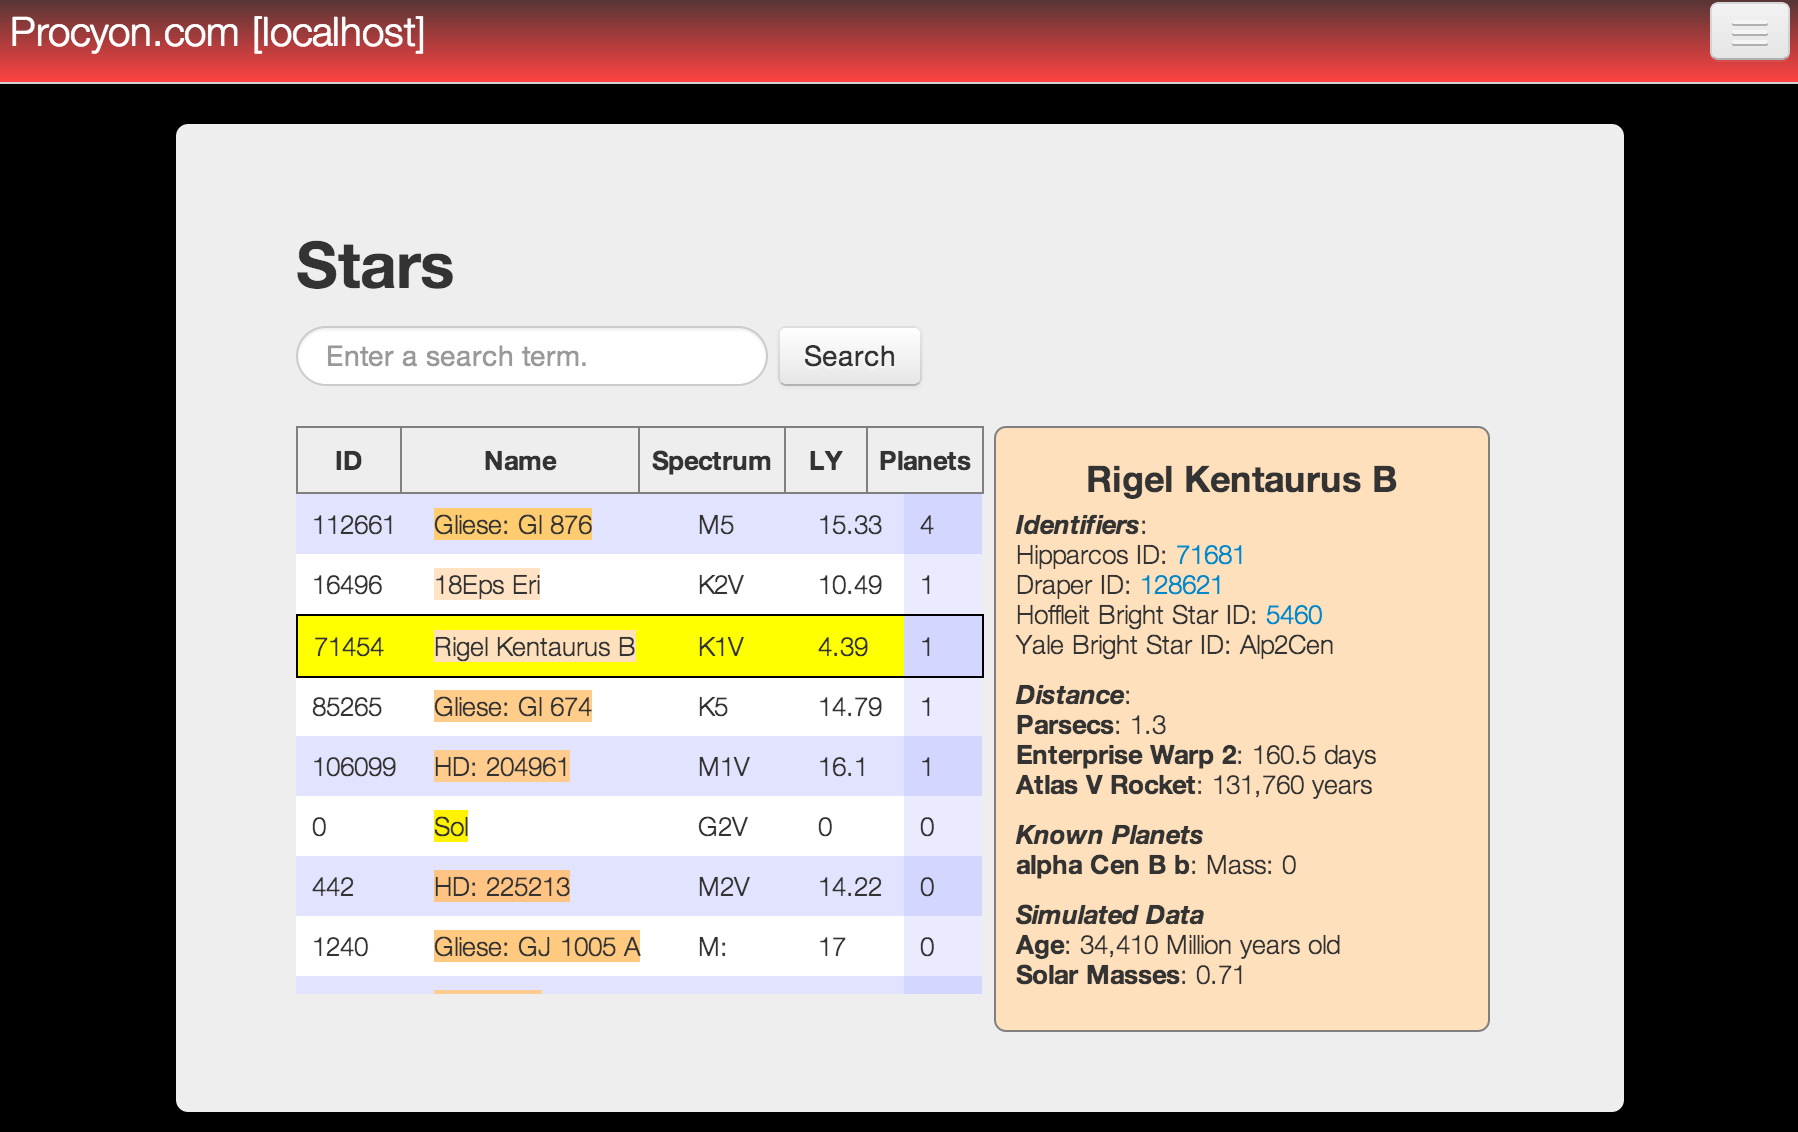 Procyon.com [localhost]
Stars
Enter a search term.
Search
ID Name Spectrum LY Planets
112661 Gliese: Gl 876 M5 15.33 4
16496 18Eps Eri K2V 10.49 1
71454 Rigel Kentaurus B K1V 4.39 1
85265 Gliese: Gl 674 K5 14.79 1
106099 HD: 204961 M1V 16.1 1
0 Sol G2V 0 0
442 HD: 225213 M2V 14.22 0
1240 Gliese: GJ 1005 A M: 17 0
Rigel Kentaurus B
Identifiers:
Hipparcos ID: 71681
Draper ID: 128621
Hoffleit Bright Star ID: 5460
Yale Bright Star ID: Alp2Cen
Distance:
Parsecs: 1.3
Enterprise Warp 2: 160.5 days
Atlas V Rocket: 131,760 years
Known Planets
alpha Cen B b: Mass: 0
Simulated Data
Age: 34,410 Million years old
Solar Masses: 0.71